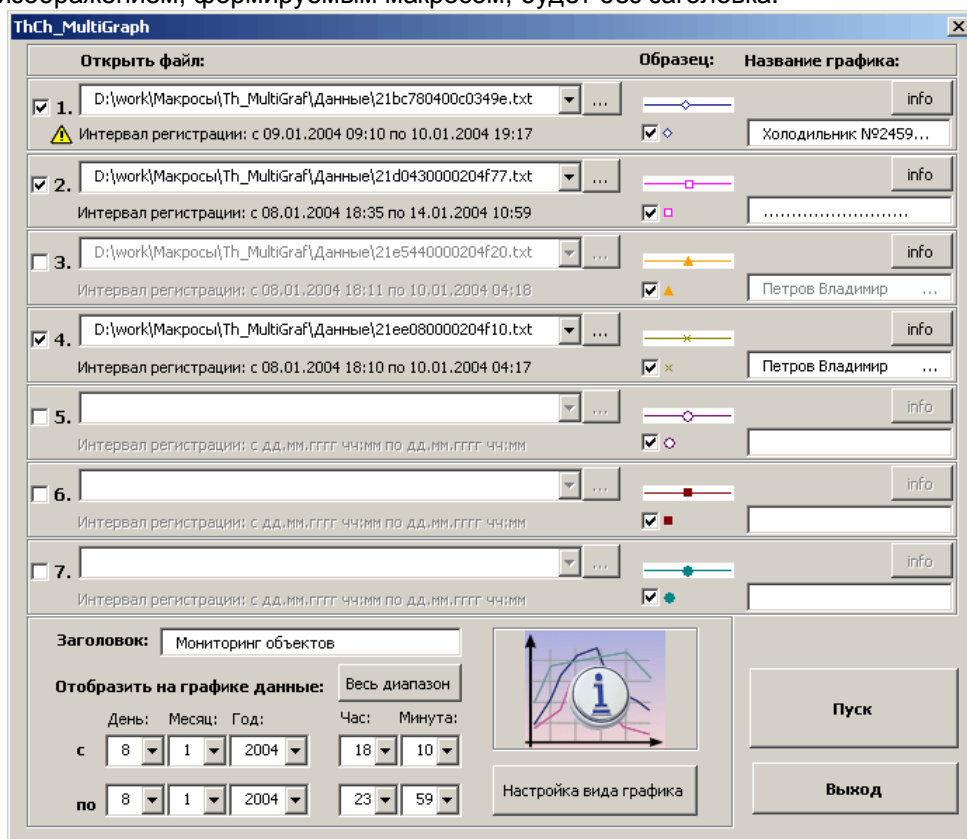 изображением, формируемым макросом, будет без заголовка.
ThCh_MultiGraph
Открыть файл: Образец: Название графика:
1. D:\work\Макросы\Th_MultiGraf\Данные\21bc780400c0349e.txt ... info
Интервал регистрации: с 09.01.2004 09:10 по 10.01.2004 19:17 Холодильник №2459...
2. D:\work\Макросы\Th_MultiGraf\Данные\21d0430000204f77.txt ... info
Интервал регистрации: с 08.01.2004 18:35 по 14.01.2004 10:59 ..........................
3. D:\work\Макросы\Th_MultiGraf\Данные\21e5440000204f20.txt ... info
Интервал регистрации: с 08.01.2004 18:11 по 10.01.2004 04:18 Петров Владимир ...
4. D:\work\Макросы\Th_MultiGraf\Данные\21ee080000204f10.txt ... info
Интервал регистрации: с 08.01.2004 18:10 по 10.01.2004 04:17 Петров Владимир ...
5. ... info
Интервал регистрации: с дд.мм.гггг чч:мм по дд.мм.гггг чч:мм
6. ... info
Интервал регистрации: с дд.мм.гггг чч:мм по дд.мм.гггг чч:мм
7. ... info
Интервал регистрации: с дд.мм.гггг чч:мм по дд.мм.гггг чч:мм
Заголовок: Мониторинг объектов
Отобразить на графике данные: Весь диапазон
День: Месяц: Год: Час: Минута:
с 8 1 2004 18 10
по 8 1 2004 23 59
Настройка вида графика
Пуск
Выход